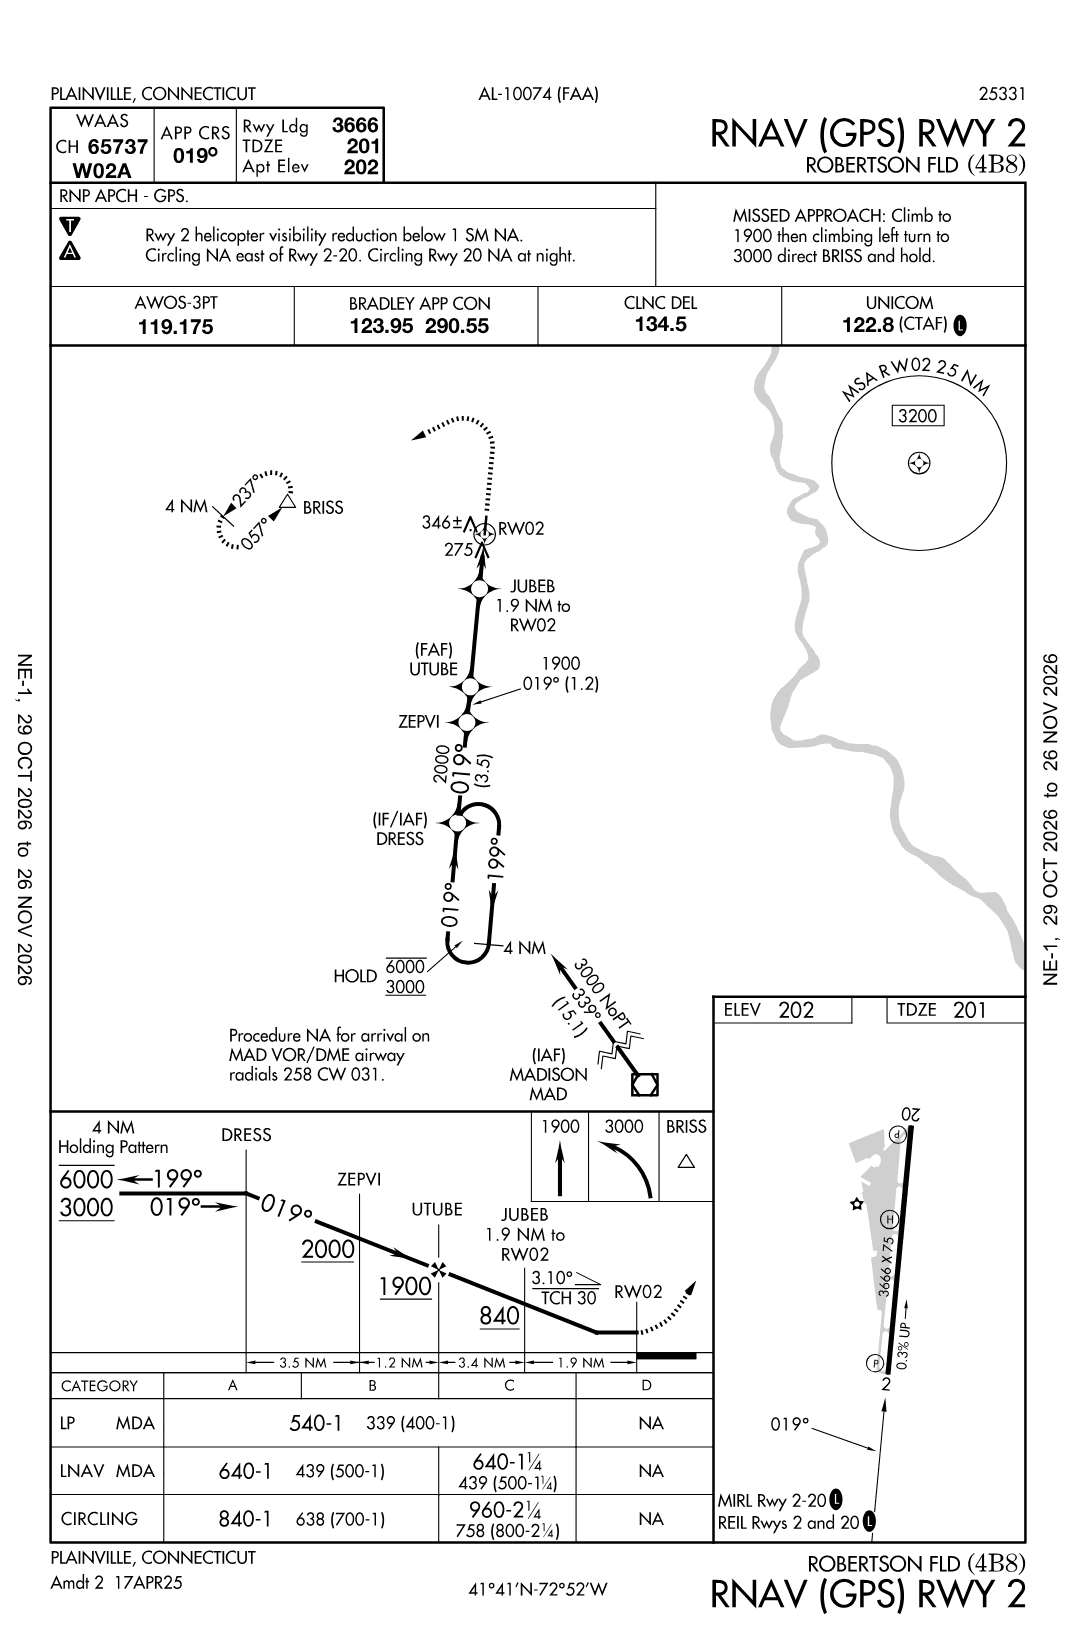 PLAINVILLE, CONNECTICUT
AL-10074 (FAA)
25331
WAAS
CH 65737
W02A
APP CRS
019°
Rwy Ldg 3666
TDZE 201
Apt Elev 202
RNAV (GPS) RWY 2
ROBERTSON FLD (4B8)
RNP APCH - GPS.
T
A
Rwy 2 helicopter visibility reduction below 1 SM NA.
Circling NA east of Rwy 2-20. Circling Rwy 20 NA at night.
MISSED APPROACH: Climb to
1900 then climbing left turn to
3000 direct BRISS and hold.
AWOS-3PT
119.175
BRADLEY APP CON
123.95 290.55
CLNC DEL
134.5
UNICOM
122.8 (CTAF) L
MSA RW02 25 NM
3200
4 NM
237°
057°
BRISS
346±
275
RW02
JUBEB
1.9 NM to
RW02
(FAF)
UTUBE
1900
019° (1.2)
ZEPVI
2000
019°
(3.5)
(IF/IAF)
DRESS
199°
019°
4 NM
HOLD
6000
3000
3000 NoPT
339°
(15.1)
(IAF)
MADISON
MAD
Procedure NA for arrival on
MAD VOR/DME airway
radials 258 CW 031.
NE-1, 29 OCT 2026 to 26 NOV 2026
NE-1, 29 OCT 2026 to 26 NOV 2026
ELEV 202
TDZE 201
20
P
H
3666 X 75
0.3% UP
P
2
019°
MIRL Rwy 2-20 L
REIL Rwys 2 and 20 L
4 NM
Holding Pattern
6000
3000
199°
019°
DRESS
019°
2000
ZEPVI
1900
UTUBE
840
JUBEB
1.9 NM to
RW02
3.10°
TCH 30
RW02
1900
3000
BRISS
3.5 NM
1.2 NM
3.4 NM
1.9 NM
CATEGORY A B C D
LP MDA 540-1 339 (400-1) NA
LNAV MDA 640-1 439 (500-1) 640-1¼ 439 (500-1¼) NA
CIRCLING 840-1 638 (700-1) 960-2¼ 758 (800-2¼) NA
PLAINVILLE, CONNECTICUT
Amdt 2 17APR25
41°41'N-72°52'W
ROBERTSON FLD (4B8)
RNAV (GPS) RWY 2